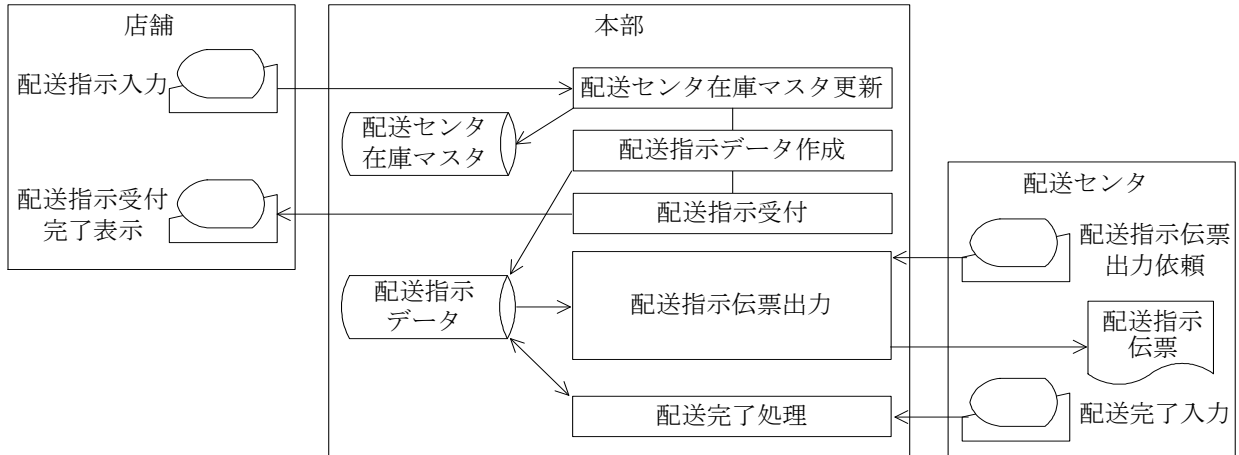 店舗
配送指示入力
配送指示受付
完了表示
本部
配送センタ在庫マスタ更新
配送センタ
在庫マスタ
配送指示データ作成
配送指示受付
配送指示
データ
配送指示伝票出力
配送完了処理
配送センタ
配送指示伝票
出力依頼
配送指示
伝票
配送完了入力